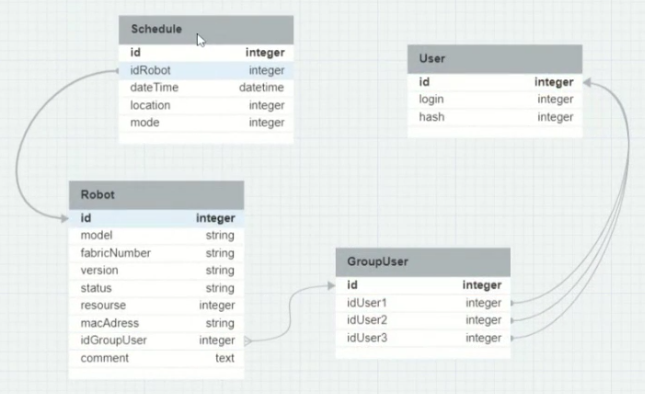 Schedule
id integer
idRobot integer
dateTime datetime
location integer
mode integer
User
id integer
login integer
hash integer
Robot
id integer
model string
fabricNumber string
version string
status string
resourse integer
macAdress string
idGroupUser integer
comment text
GroupUser
id integer
idUser1 integer
idUser2 integer
idUser3 integer